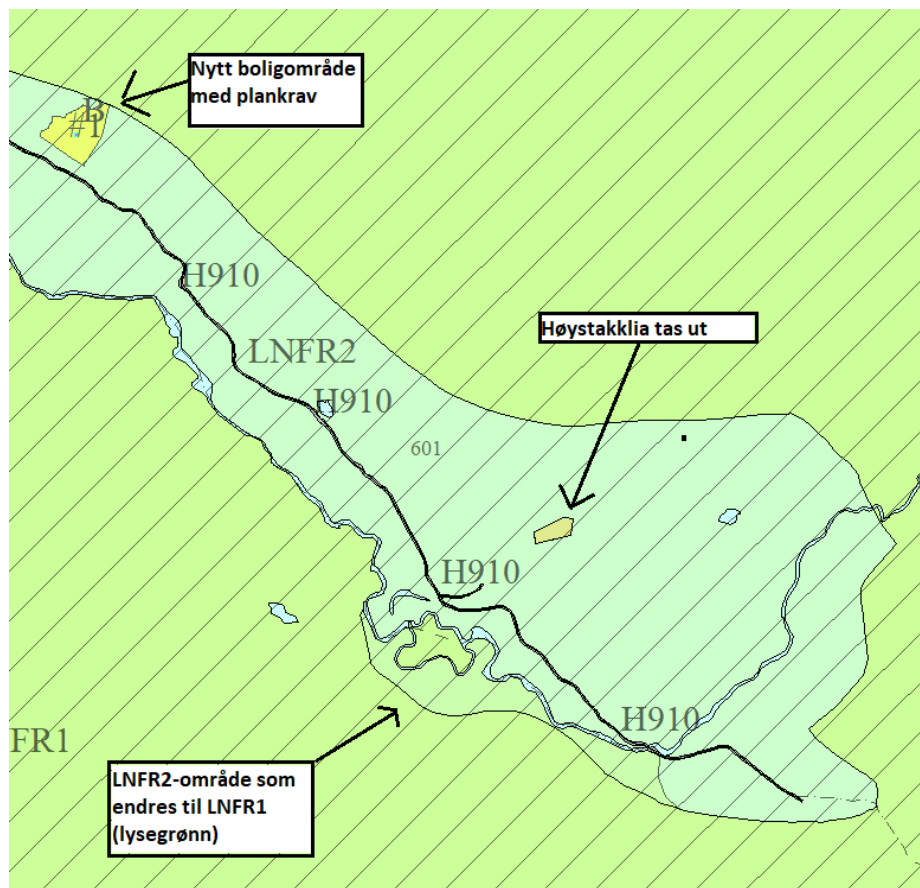 Nytt boligområde
med plankrav
B
#1
H910
Høystakklia tas ut
LNFR2
H910
601
H910
H910
FR1
LNFR2-område som
endres til LNFR1
(lysegrønn)